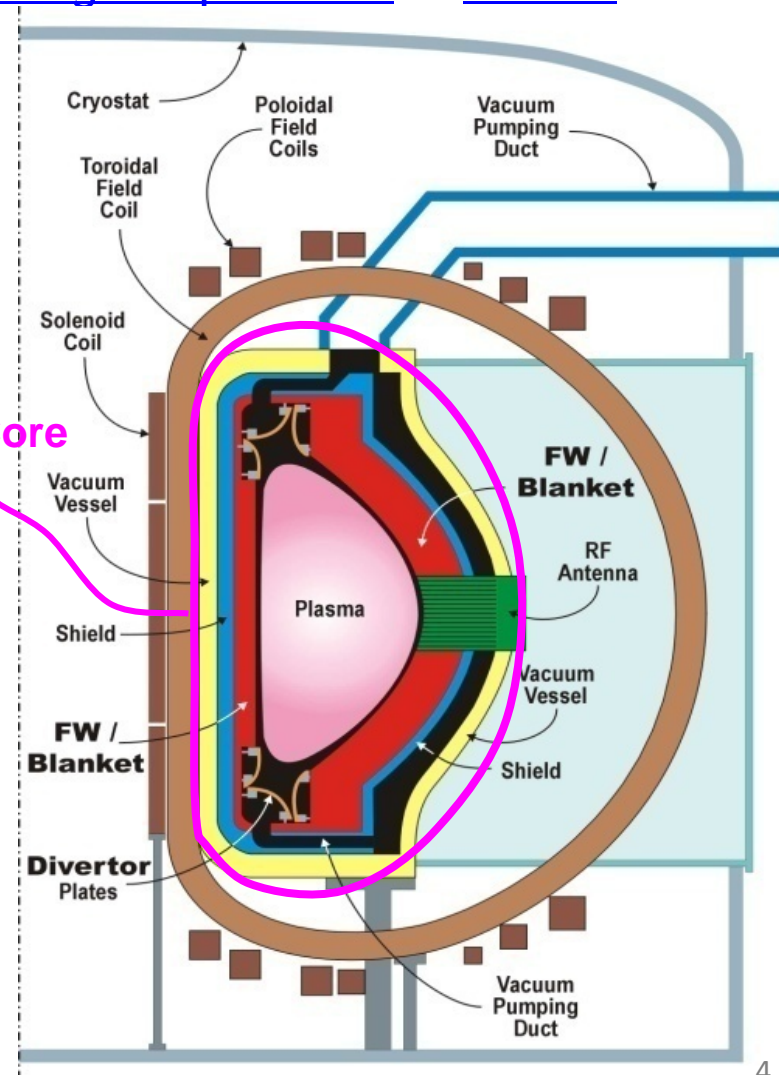 Cryostat
Poloidal
Field
Coils
Vacuum
Pumping
Duct
Toroidal
Field
Coil
Solenoid
Coil
ore
Vacuum
Vessel
FW /
Blanket
RF
Antenna
Plasma
Shield
Vacuum
Vessel
FW /
Blanket
Shield
Divertor
Plates
Vacuum
Pumping
Duct
4